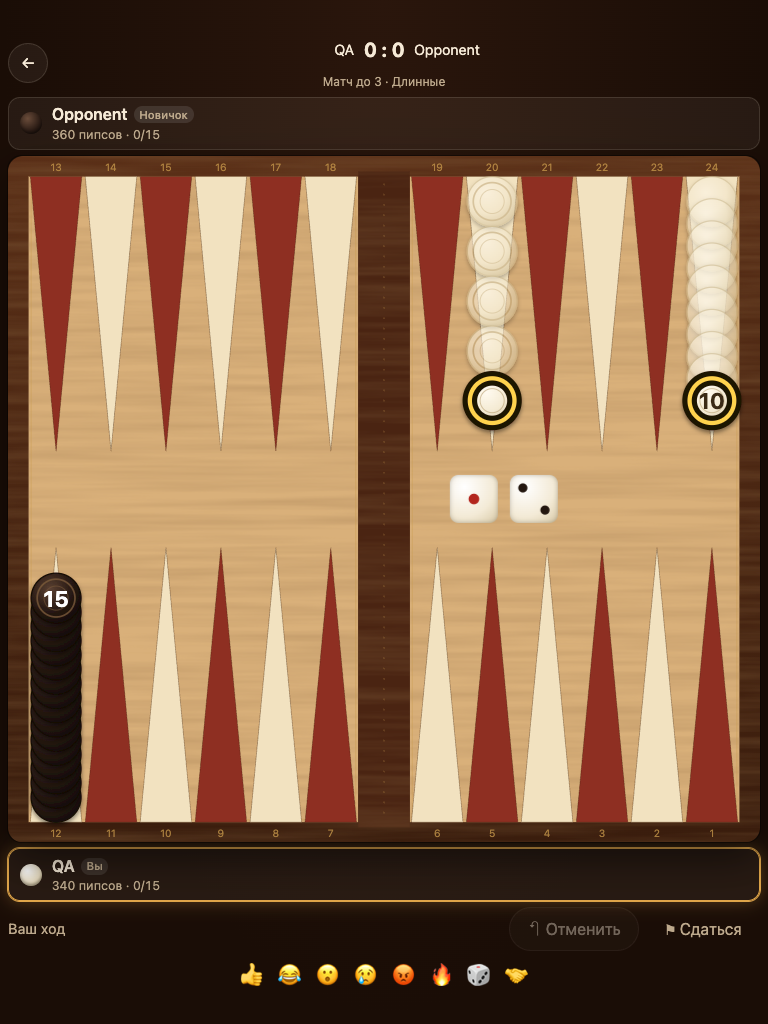 QA 0 : 0 Opponent
Матч до 3 · Длинные
Opponent Новичок
360 пипсов · 0/15
13 14 15 16 17 18 19 20 21 22 23 24
10
15
12 11 10 9 8 7 6 5 4 3 2 1
QA Вы
340 пипсов · 0/15
Ваш ход
Отменить
Сдаться